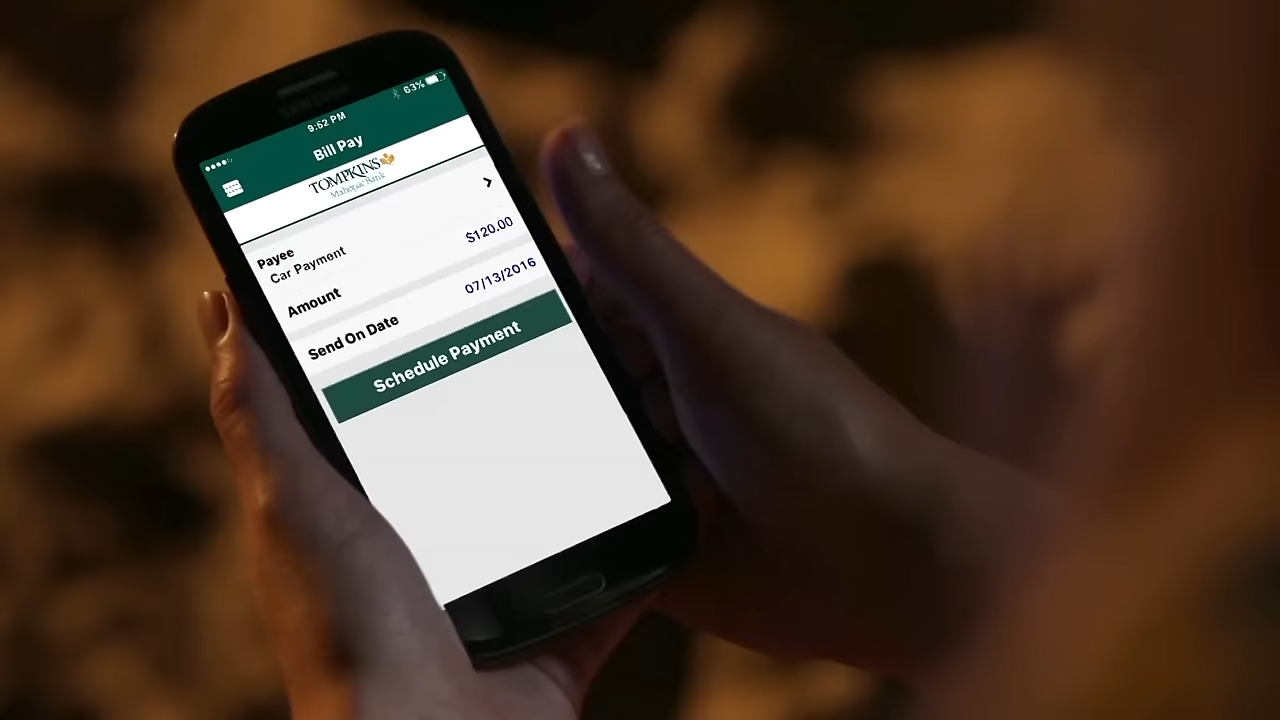 63%
9:52 PM
Bill Pay
TOMPKINS
Mahopac Bank
Payee
Car Payment
Amount
$120.00
Send On Date
07/13/2016
Schedule Payment